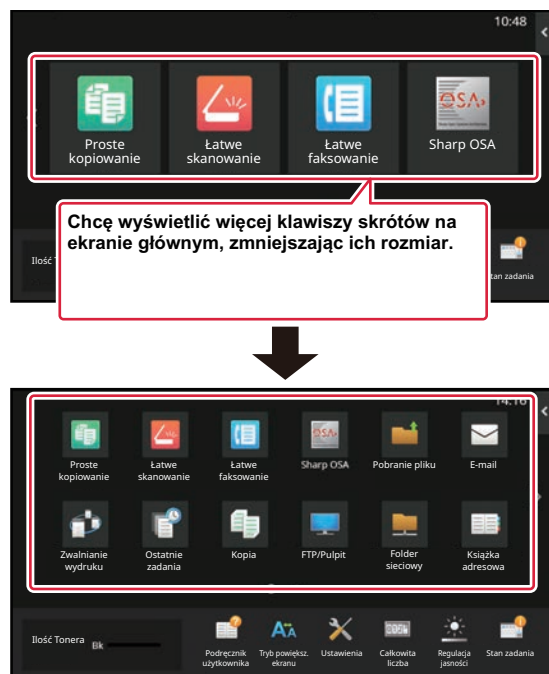 10:48
Proste
kopiowanie
Łatwe
skanowanie
Łatwe
faksowanie
Sharp OSA
Chcę wyświetlić więcej klawiszy skrótów na
ekranie głównym, zmniejszając ich rozmiar.
Ilość
Stan zadania
14:16
Proste
kopiowanie
Łatwe
skanowanie
Łatwe
faksowanie
Sharp OSA
Pobranie pliku
E-mail
Zwalnianie
wydruku
Ostatnie
zadania
Kopia
FTP/Pulpit
Folder
sieciowy
Książka
adresowa
Ilość Tonera
Bk
Podręcznik
użytkownika
Tryb powiększ.
ekranu
Ustawienia
Całkowita
liczba
Regulacja
jasności
Stan zadania